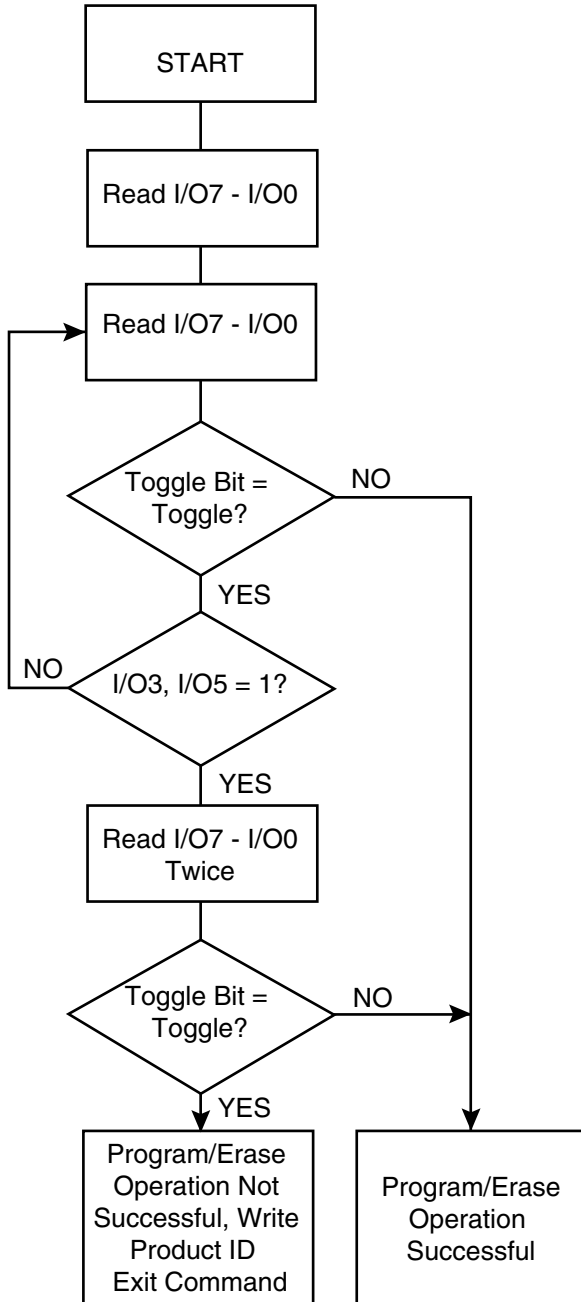 START
Read I/O7 - I/O0
Read I/O7 - I/O0
Toggle Bit =
Toggle?
NO
YES
NO
I/O3, I/O5 = 1?
YES
Read I/O7 - I/O0
Twice
Toggle Bit =
Toggle?
NO
YES
Program/Erase
Operation Not
Successful, Write
Product ID
Exit Command
Program/Erase
Operation
Successful